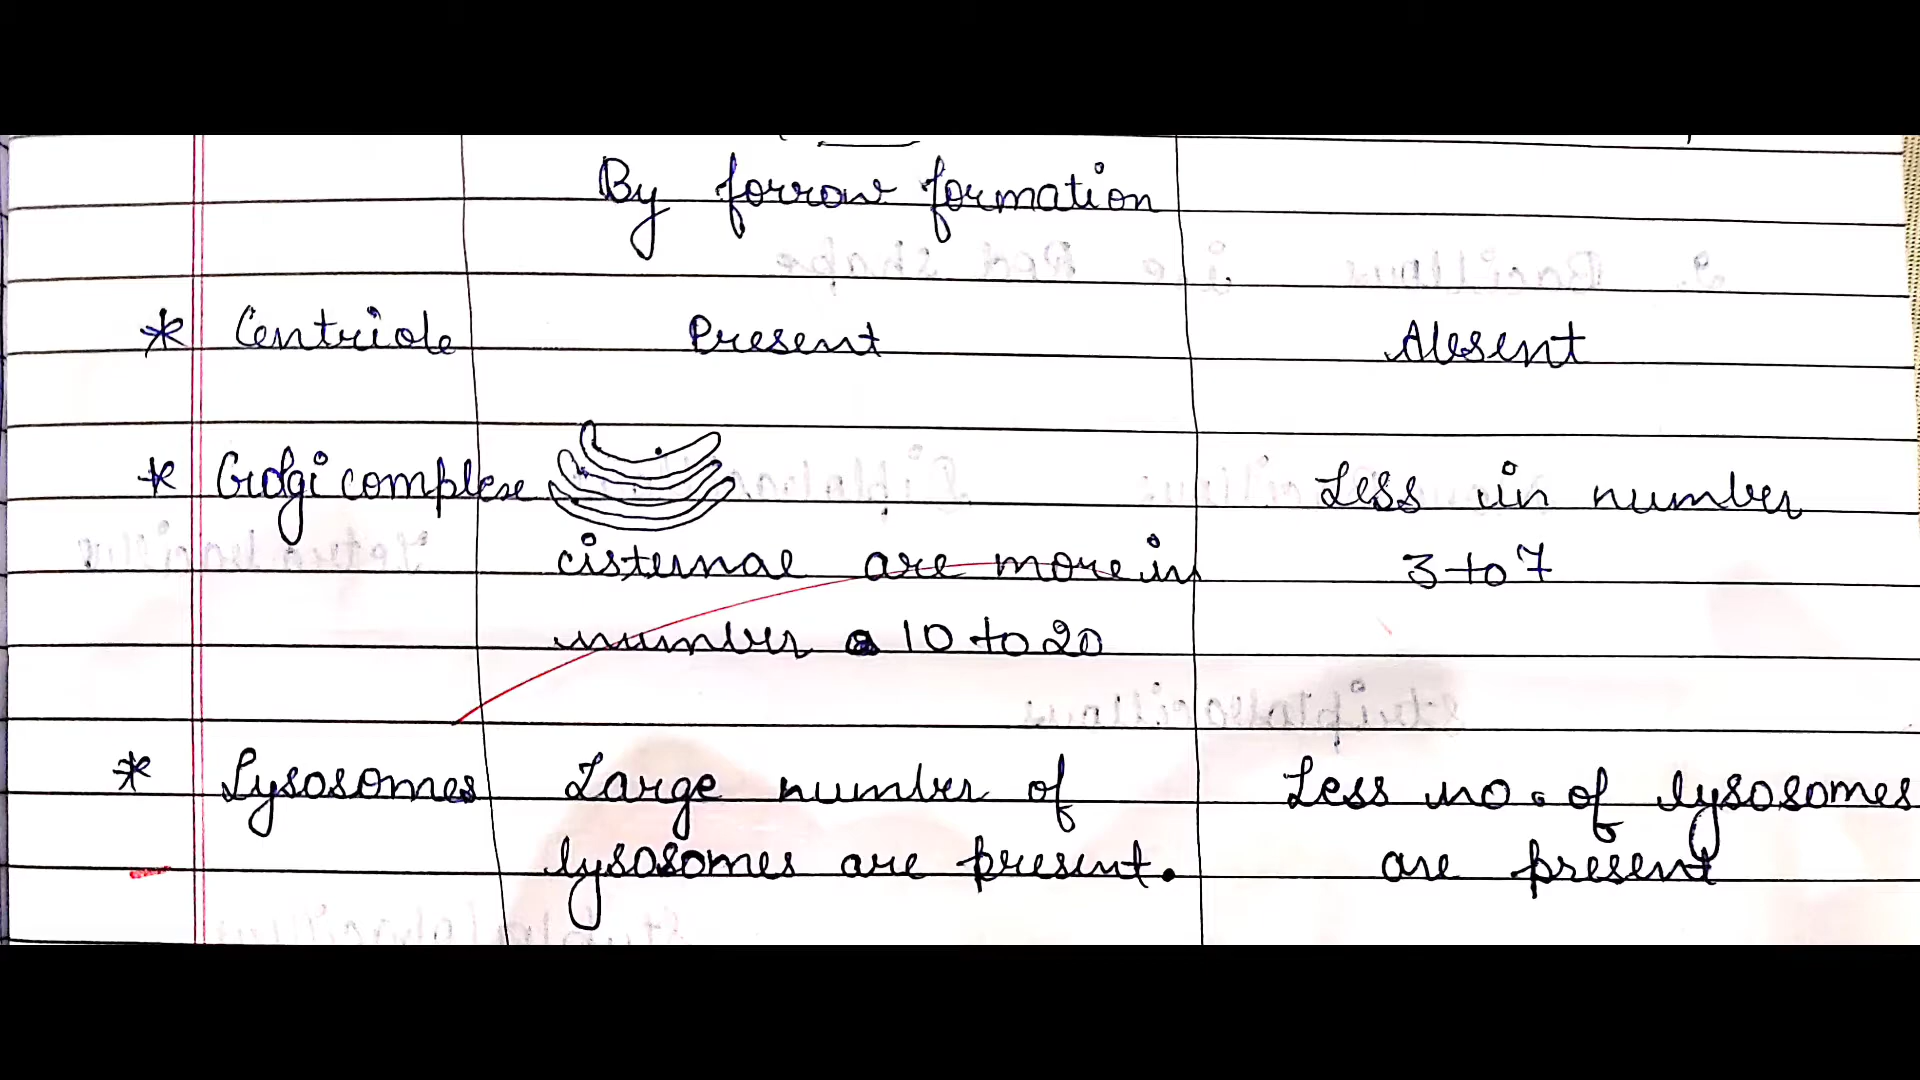 By forrow formation
* Centriole Present Absent
* Golgi complex Less in number
cisternae are more in 3 to 7
number 10 to 20
* Lysosomes Large number of Less no. of lysosomes
lysosomes are present. are present